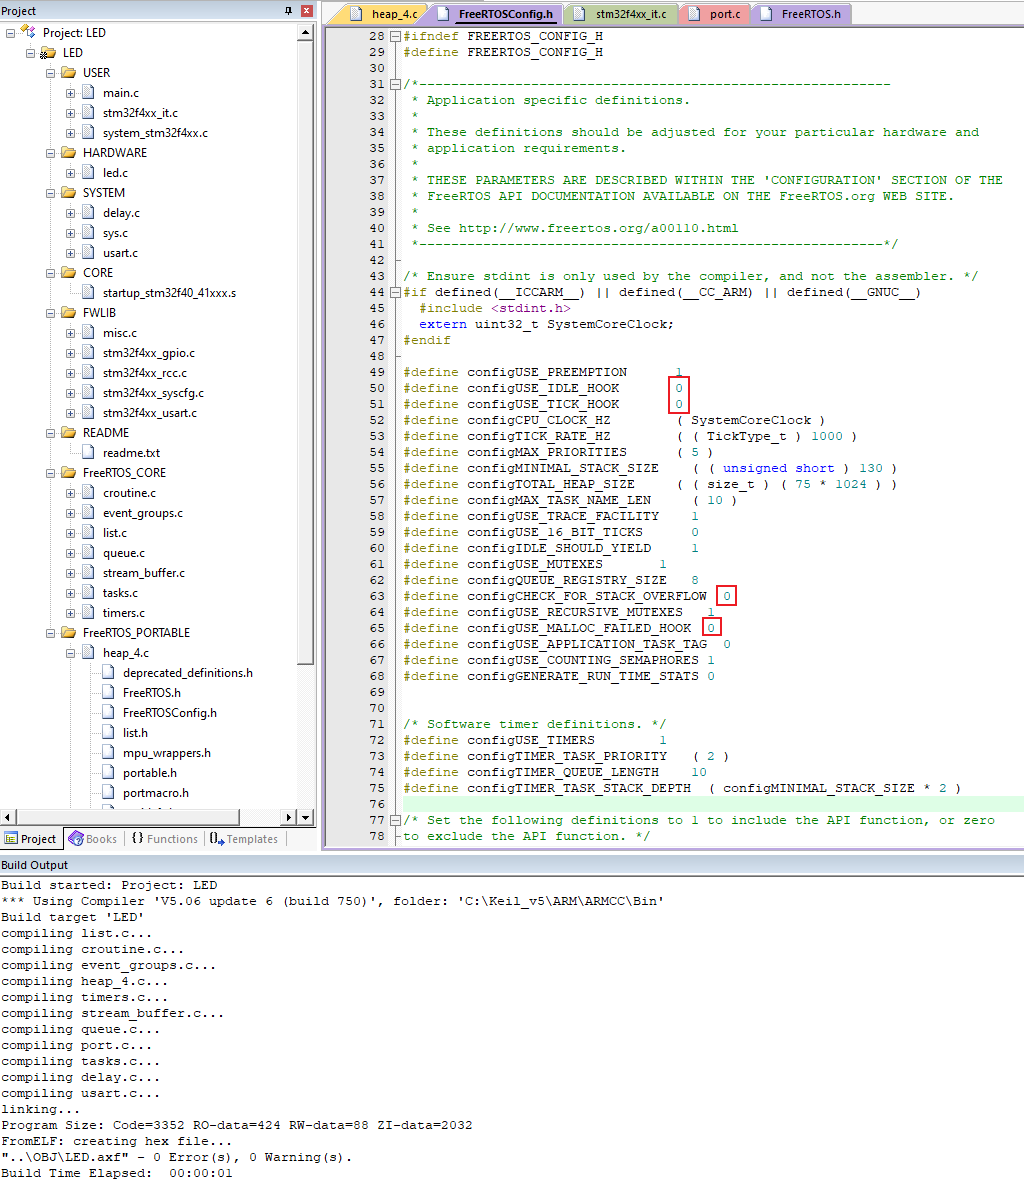 Project
Project: LED
LED
USER
main.c
stm32f4xx_it.c
system_stm32f4xx.c
HARDWARE
led.c
SYSTEM
delay.c
sys.c
usart.c
CORE
startup_stm32f40_41xxx.s
FWLIB
misc.c
stm32f4xx_gpio.c
stm32f4xx_rcc.c
stm32f4xx_syscfg.c
stm32f4xx_usart.c
README
readme.txt
FreeRTOS_CORE
croutine.c
event_groups.c
list.c
queue.c
stream_buffer.c
tasks.c
timers.c
FreeRTOS_PORTABLE
heap_4.c
deprecated_definitions.h
FreeRTOS.h
FreeRTOSConfig.h
list.h
mpu_wrappers.h
portable.h
portmacro.h
Project Books {} Functions Templates
heap_4.c FreeRTOSConfig.h stm32f4xx_it.c port.c FreeRTOS.h
28 #ifndef FREERTOS_CONFIG_H
29 #define FREERTOS_CONFIG_H
30
31 /*-----------------------------------------------------------
32 * Application specific definitions.
33 *
34 * These definitions should be adjusted for your particular hardware and
35 * application requirements.
36 *
37 * THESE PARAMETERS ARE DESCRIBED WITHIN THE 'CONFIGURATION' SECTION OF THE
38 * FreeRTOS API DOCUMENTATION AVAILABLE ON THE FreeRTOS.org WEB SITE.
39 *
40 * See http://www.freertos.org/a00110.html
41 *----------------------------------------------------------*/
42
43 /* Ensure stdint is only used by the compiler, and not the assembler. */
44 #if defined(__ICCARM__) || defined(__CC_ARM) || defined(__GNUC__)
45 #include <stdint.h>
46 extern uint32_t SystemCoreClock;
47 #endif
48
49 #define configUSE_PREEMPTION 1
50 #define configUSE_IDLE_HOOK 0
51 #define configUSE_TICK_HOOK 0
52 #define configCPU_CLOCK_HZ ( SystemCoreClock )
53 #define configTICK_RATE_HZ ( ( TickType_t ) 1000 )
54 #define configMAX_PRIORITIES ( 5 )
55 #define configMINIMAL_STACK_SIZE ( ( unsigned short ) 130 )
56 #define configTOTAL_HEAP_SIZE ( ( size_t ) ( 75 * 1024 ) )
57 #define configMAX_TASK_NAME_LEN ( 10 )
58 #define configUSE_TRACE_FACILITY 1
59 #define configUSE_16_BIT_TICKS 0
60 #define configIDLE_SHOULD_YIELD 1
61 #define configUSE_MUTEXES 1
62 #define configQUEUE_REGISTRY_SIZE 8
63 #define configCHECK_FOR_STACK_OVERFLOW 0
64 #define configUSE_RECURSIVE_MUTEXES 1
65 #define configUSE_MALLOC_FAILED_HOOK 0
66 #define configUSE_APPLICATION_TASK_TAG 0
67 #define configUSE_COUNTING_SEMAPHORES 1
68 #define configGENERATE_RUN_TIME_STATS 0
69
70
71 /* Software timer definitions. */
72 #define configUSE_TIMERS 1
73 #define configTIMER_TASK_PRIORITY ( 2 )
74 #define configTIMER_QUEUE_LENGTH 10
75 #define configTIMER_TASK_STACK_DEPTH ( configMINIMAL_STACK_SIZE * 2 )
76
77 /* Set the following definitions to 1 to include the API function, or zero
78 to exclude the API function. */
Build Output
Build started: Project: LED
*** Using Compiler 'V5.06 update 6 (build 750)', folder: 'C:\Keil_v5\ARM\ARMCC\Bin'
Build target 'LED'
compiling list.c...
compiling croutine.c...
compiling event_groups.c...
compiling heap_4.c...
compiling timers.c...
compiling stream_buffer.c...
compiling queue.c...
compiling port.c...
compiling tasks.c...
compiling delay.c...
compiling usart.c...
linking...
Program Size: Code=3352 RO-data=424 RW-data=88 ZI-data=2032
FromELF: creating hex file...
"..\OBJ\LED.axf" - 0 Error(s), 0 Warning(s).
Build Time Elapsed: 00:00:01